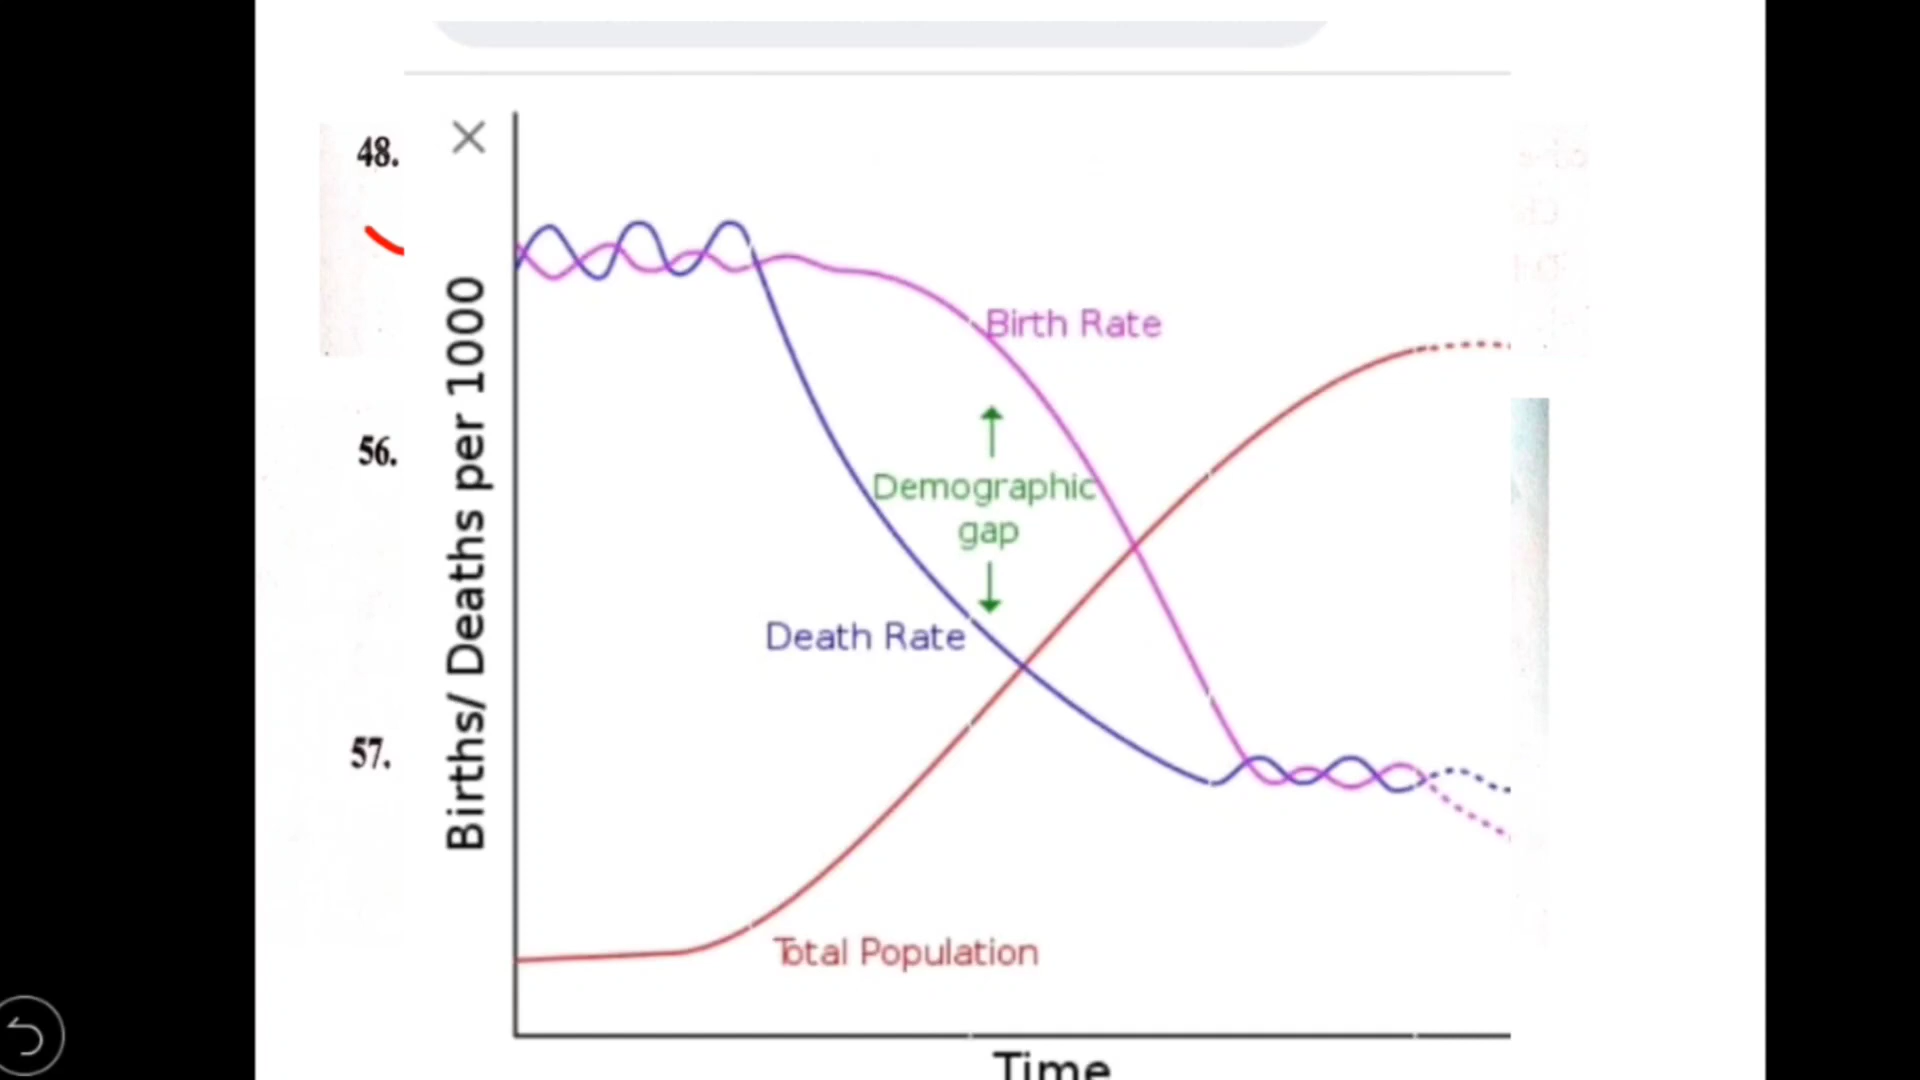 48.
56.
57.
Births/ Deaths per 1000
Birth Rate
Demographic
gap
Death Rate
Total Population
Time